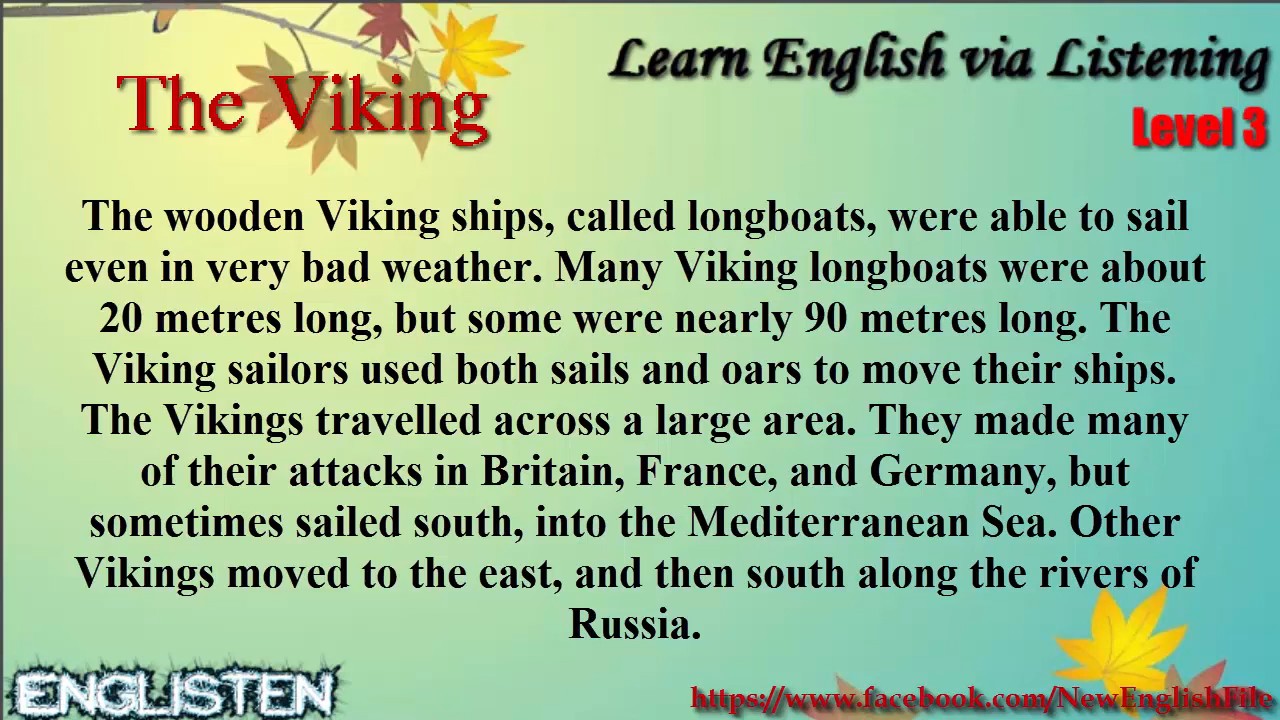 Learn English via Listening
The Viking
Level 3
The wooden Viking ships, called longboats, were able to sail
even in very bad weather. Many Viking longboats were about
20 metres long, but some were nearly 90 metres long. The
Viking sailors used both sails and oars to move their ships.
The Vikings travelled across a large area. They made many
of their attacks in Britain, France, and Germany, but
sometimes sailed south, into the Mediterranean Sea. Other
Vikings moved to the east, and then south along the rivers of
Russia.
ENGLISTEN
https://www.facebook.com/NewEnglishFile